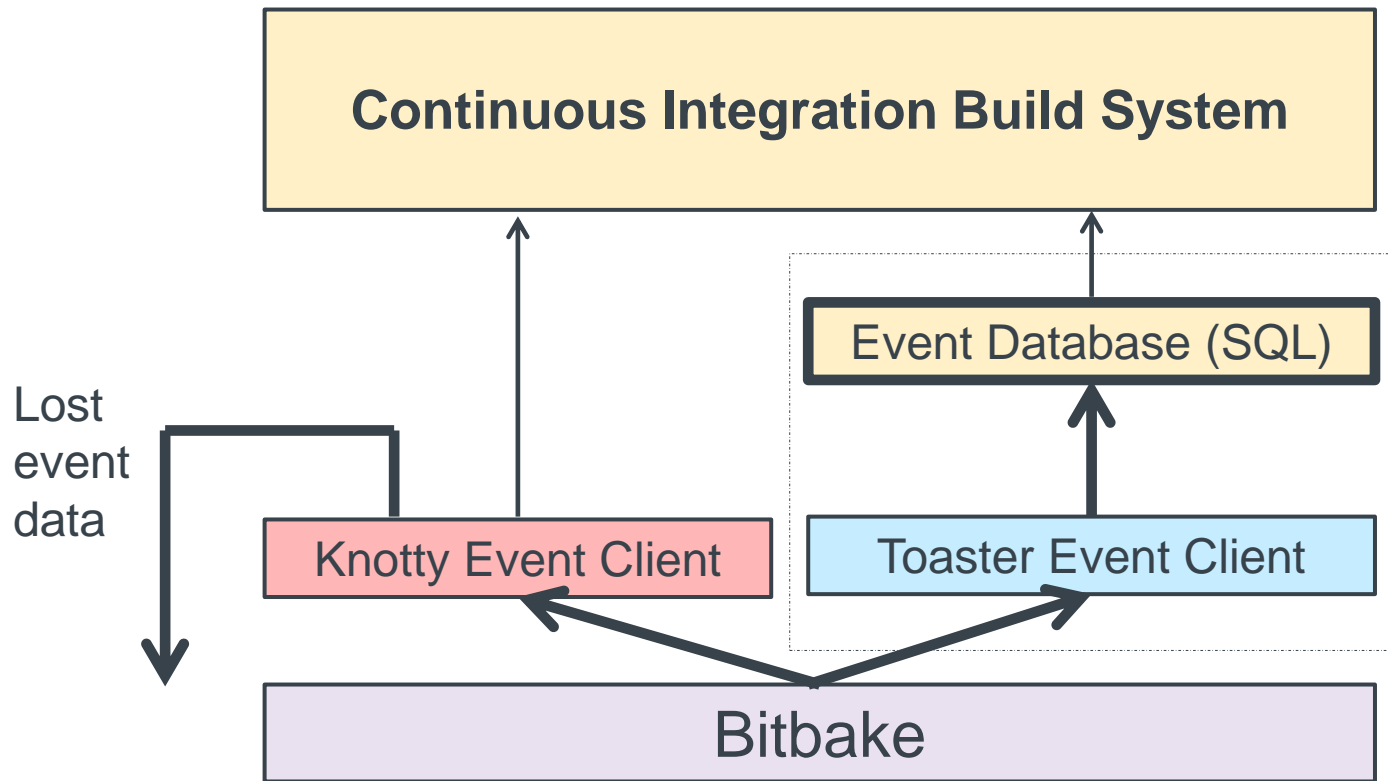 Continuous Integration Build System
Event Database (SQL)
Lost
event
data
Knotty Event Client
Toaster Event Client
Bitbake